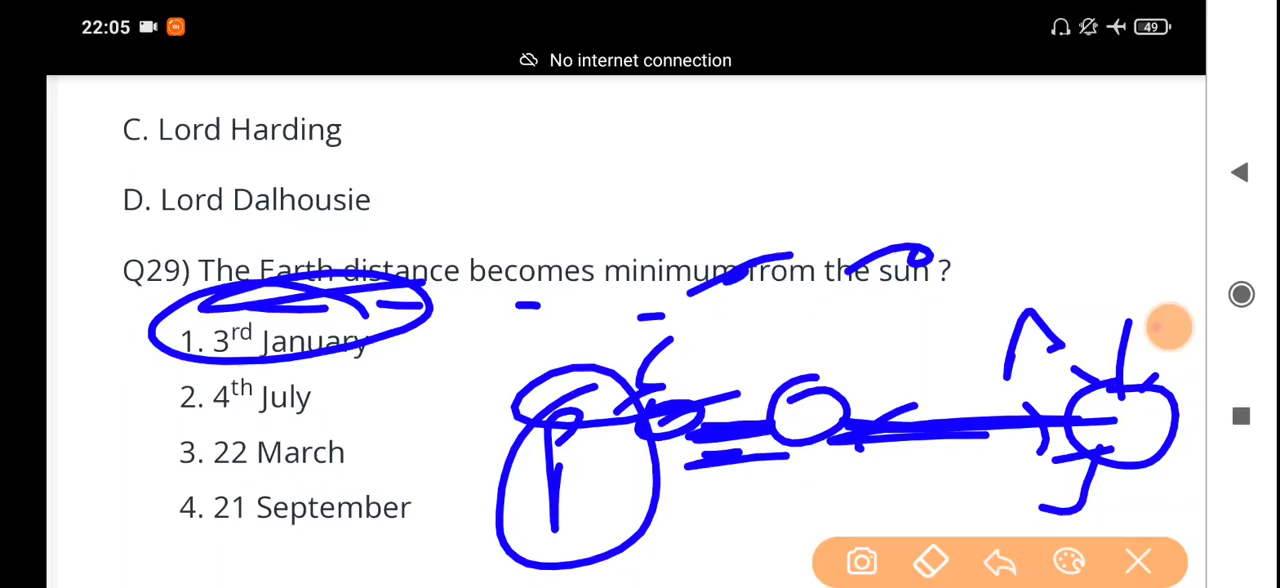 22:05 49
No internet connection
C. Lord Harding
D. Lord Dalhousie
Q29) The Earth distance becomes minimum from the sun ?
1. 3rd January
2. 4th July
3. 22 March
4. 21 September